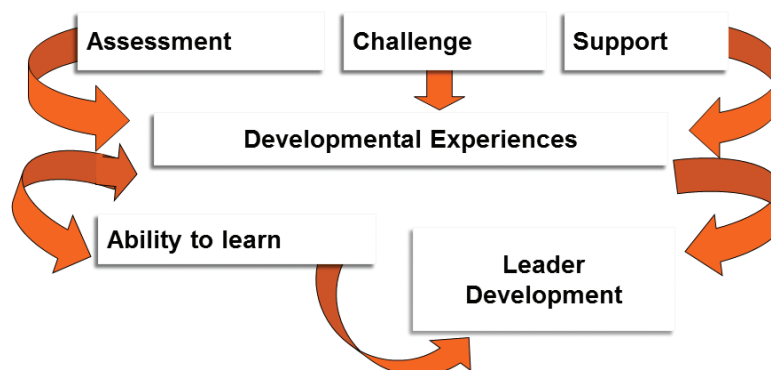 Assessment
Challenge
Support
Developmental Experiences
Ability to learn
Leader
Development